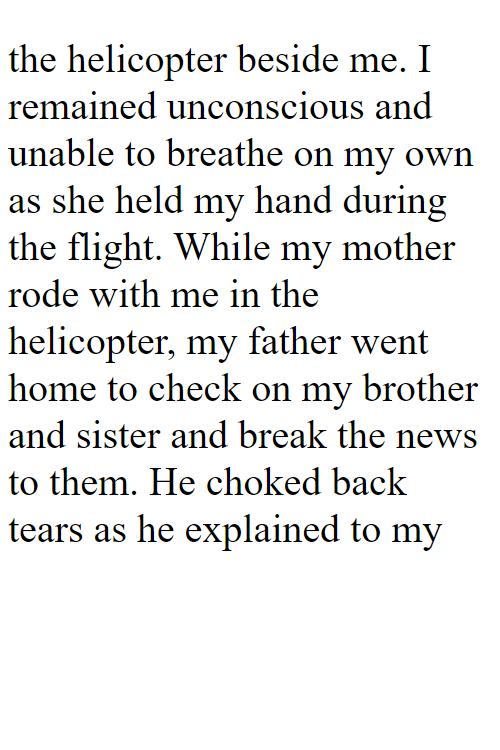 the helicopter beside me. I
remained unconscious and
unable to breathe on my own
as she held my hand during
the flight. While my mother
rode with me in the
helicopter, my father went
home to check on my brother
and sister and break the news
to them. He choked back
tears as he explained to my